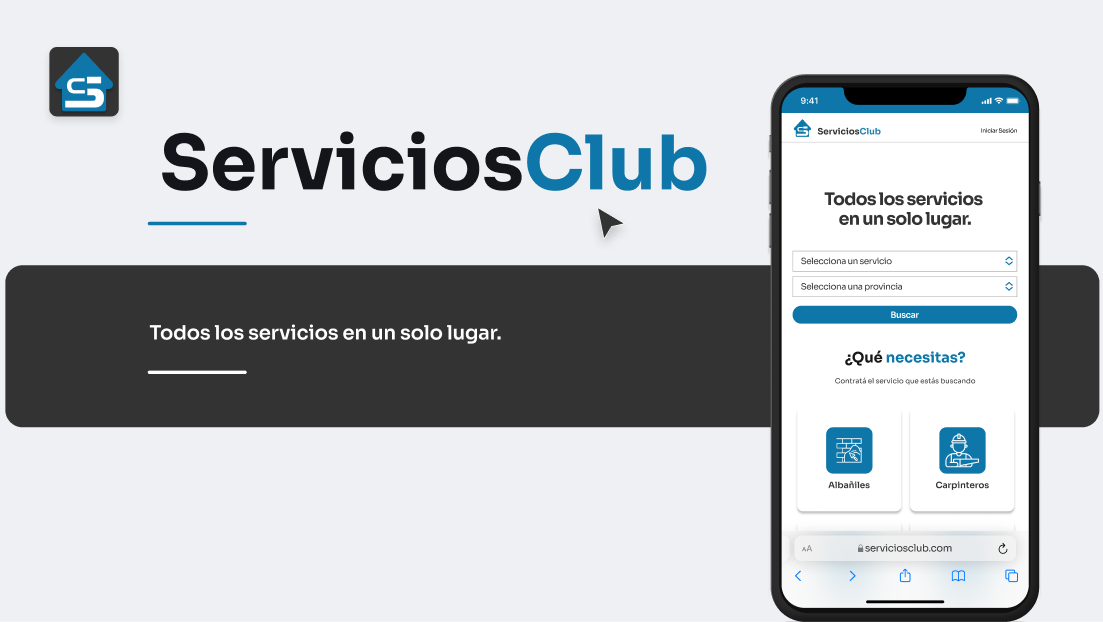 ServiciosClub
Todos los servicios en un solo lugar.
9:41
ServiciosClub
Iniciar Sesión
Todos los servicios
en un solo lugar.
Selecciona un servicio
Selecciona una provincia
Buscar
¿Qué necesitas?
Contratá el servicio que estás buscando
Albañiles
Carpinteros
AA
serviciosclub.com